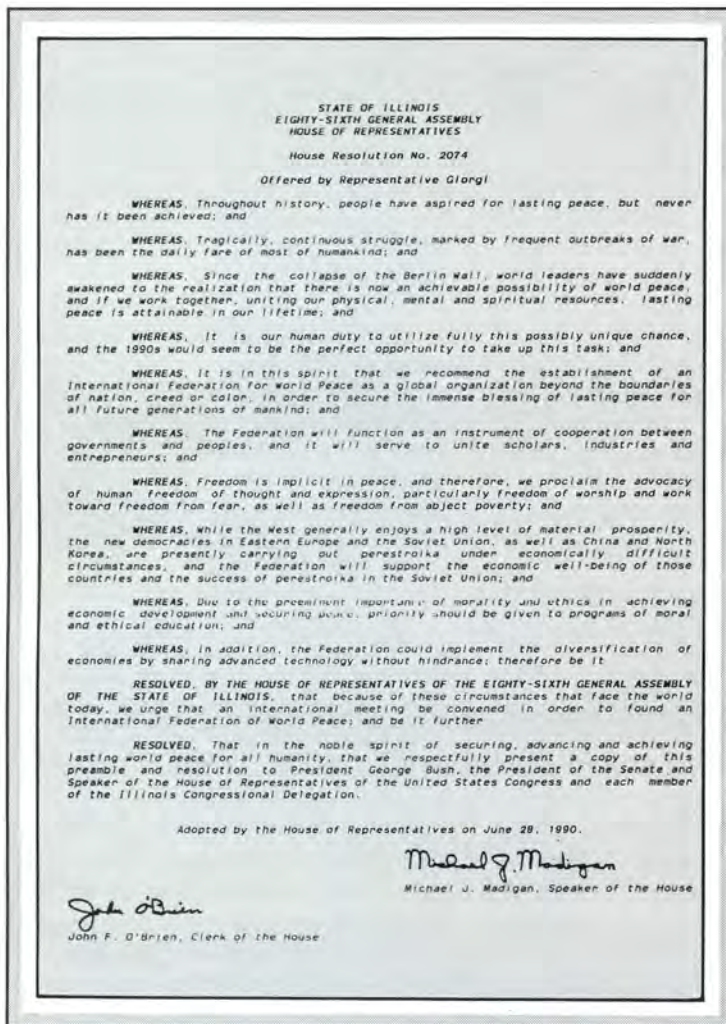 STATE OF ILLINOIS
EIGHTY-SIXTH GENERAL ASSEMBLY
HOUSE OF REPRESENTATIVES
House Resolution No. 2074
Offered by Representative Giorgi
WHEREAS, Throughout history, people have aspired for lasting peace, but never
has it been achieved; and
WHEREAS, Tragically, continuous struggle, marked by frequent outbreaks of war,
has been the daily fare of most of humankind; and
WHEREAS, Since the collapse of the Berlin Wall, world leaders have suddenly
awakened to the realization that there is now an achievable possibility of world peace,
and if we work together, uniting our physical, mental and spiritual resources, lasting
peace is attainable in our lifetime; and
WHEREAS, It is our human duty to utilize fully this possibly unique chance,
and the 1990s would seem to be the perfect opportunity to take up this task; and
WHEREAS, It is in this spirit that we recommend the establishment of an
International Federation for World Peace as a global organization beyond the boundaries
of nation, creed or color, in order to secure the immense blessing of lasting peace for
all future generations of mankind; and
WHEREAS, The Federation will function as an instrument of cooperation between
governments and peoples, and it will serve to unite scholars, industries and
entrepreneurs; and
WHEREAS, Freedom is implicit in peace, and therefore, we proclaim the advocacy
of human freedom of thought and expression, particularly freedom of worship and work
toward freedom from fear, as well as freedom from abject poverty; and
WHEREAS, While the West generally enjoys a high level of material prosperity,
the new democracies in Eastern Europe and the Soviet Union, as well as China and North
Korea, are presently carrying out perestroika under economically difficult
circumstances, and the Federation will support the economic well-being of those
countries and the success of perestroika in the Soviet Union; and
WHEREAS, Due to the preeminent importance of morality and ethics in achieving
economic development and securing peace, priority should be given to programs of moral
and ethical education; and
WHEREAS, In addition, the Federation could implement the diversification of
economies by sharing advanced technology without hindrance; therefore be it
RESOLVED, BY THE HOUSE OF REPRESENTATIVES OF THE EIGHTY-SIXTH GENERAL ASSEMBLY
OF THE STATE OF ILLINOIS, that because of these circumstances that face the world
today, we urge that an international meeting be convened in order to found an
International Federation of World Peace; and be it further
RESOLVED, That in the noble spirit of securing, advancing and achieving
lasting world peace for all humanity, that we respectfully present a copy of this
preamble and resolution to President George Bush, the President of the Senate and
Speaker of the House of Representatives of the United States Congress and each member
of the Illinois Congressional Delegation.
Adopted by the House of Representatives on June 28, 1990.
Michael J. Madigan
Michael J. Madigan, Speaker of the House
John O'Brien
John F. O'Brien, Clerk of the House